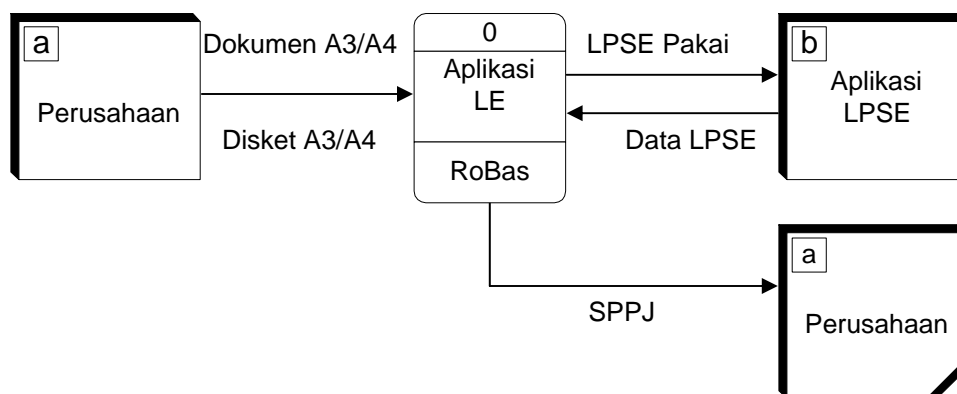 a
Perusahaan
Dokumen A3/A4
Disket A3/A4
0
Aplikasi
LE
RoBas
LPSE Pakai
Data LPSE
b
Aplikasi
LPSE
SPPJ
a
Perusahaan